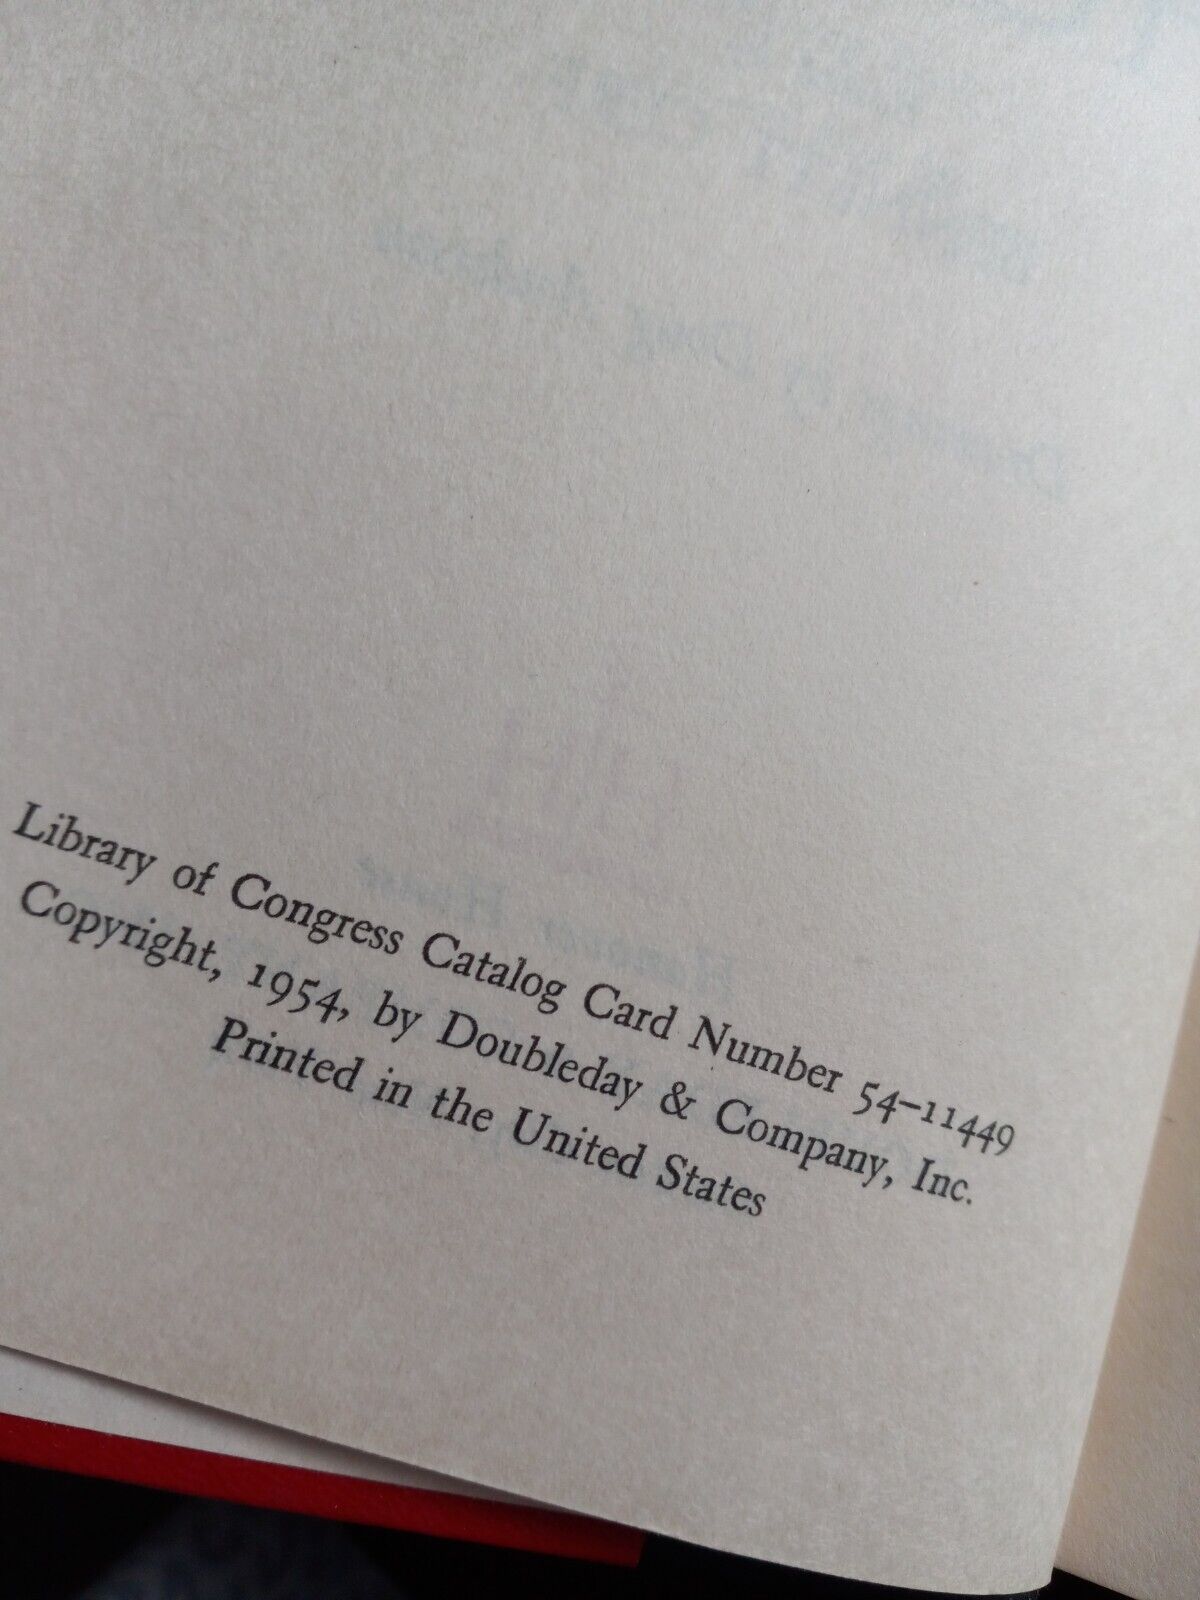 Library of Congress Catalog Card Number 54–11449
Copyright, 1954, by Doubleday & Company, Inc.
Printed in the United States